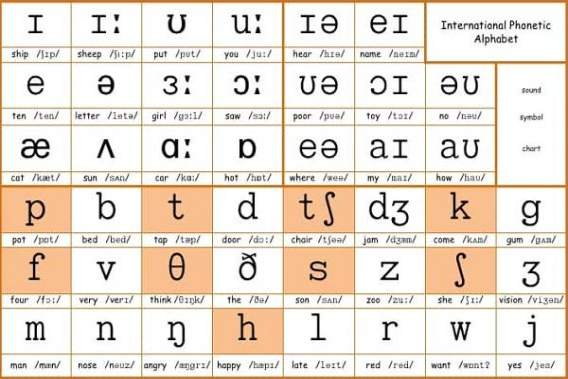 ɪ ɪː ʊ uː ɪə eɪ International Phonetic
Alphabet
ship /ʃɪp/ sheep /ʃiːp/ put /pʊt/ you /juː/ hear /hɪə/ name /neɪm/
e ə ɜː ɔː ʊə ɔɪ əʊ sound
ten /ten/ letter /letə/ girl /gɜːl/ saw /sɔː/ poor /pʊə/ toy /tɔɪ/ no /nəʊ/ symbol
æ ʌ ɑː ɒ eə aɪ aʊ chart
cat /kæt/ sun /sʌn/ car /kɑː/ hot /hɒt/ where /weə/ my /maɪ/ how /haʊ/
p b t d tʃ dʒ k g
pot /pɒt/ bed /bed/ tap /tæp/ door /dɔː/ chair /tʃeə/ jam /dʒæm/ come /kʌm/ gum /gʌm/
f v θ ð s z ʃ ʒ
four /fɔː/ very /verɪ/ think /θɪŋk/ the /ðə/ son /sʌn/ zoo /zuː/ she /ʃɪː/ vision /vɪʒən/
m n ŋ h l r w j
man /mæn/ nose /nəʊz/ angry /æŋgrɪ/ happy /hæpɪ/ late /leɪt/ red /red/ want /wɒnt? yes /jes/